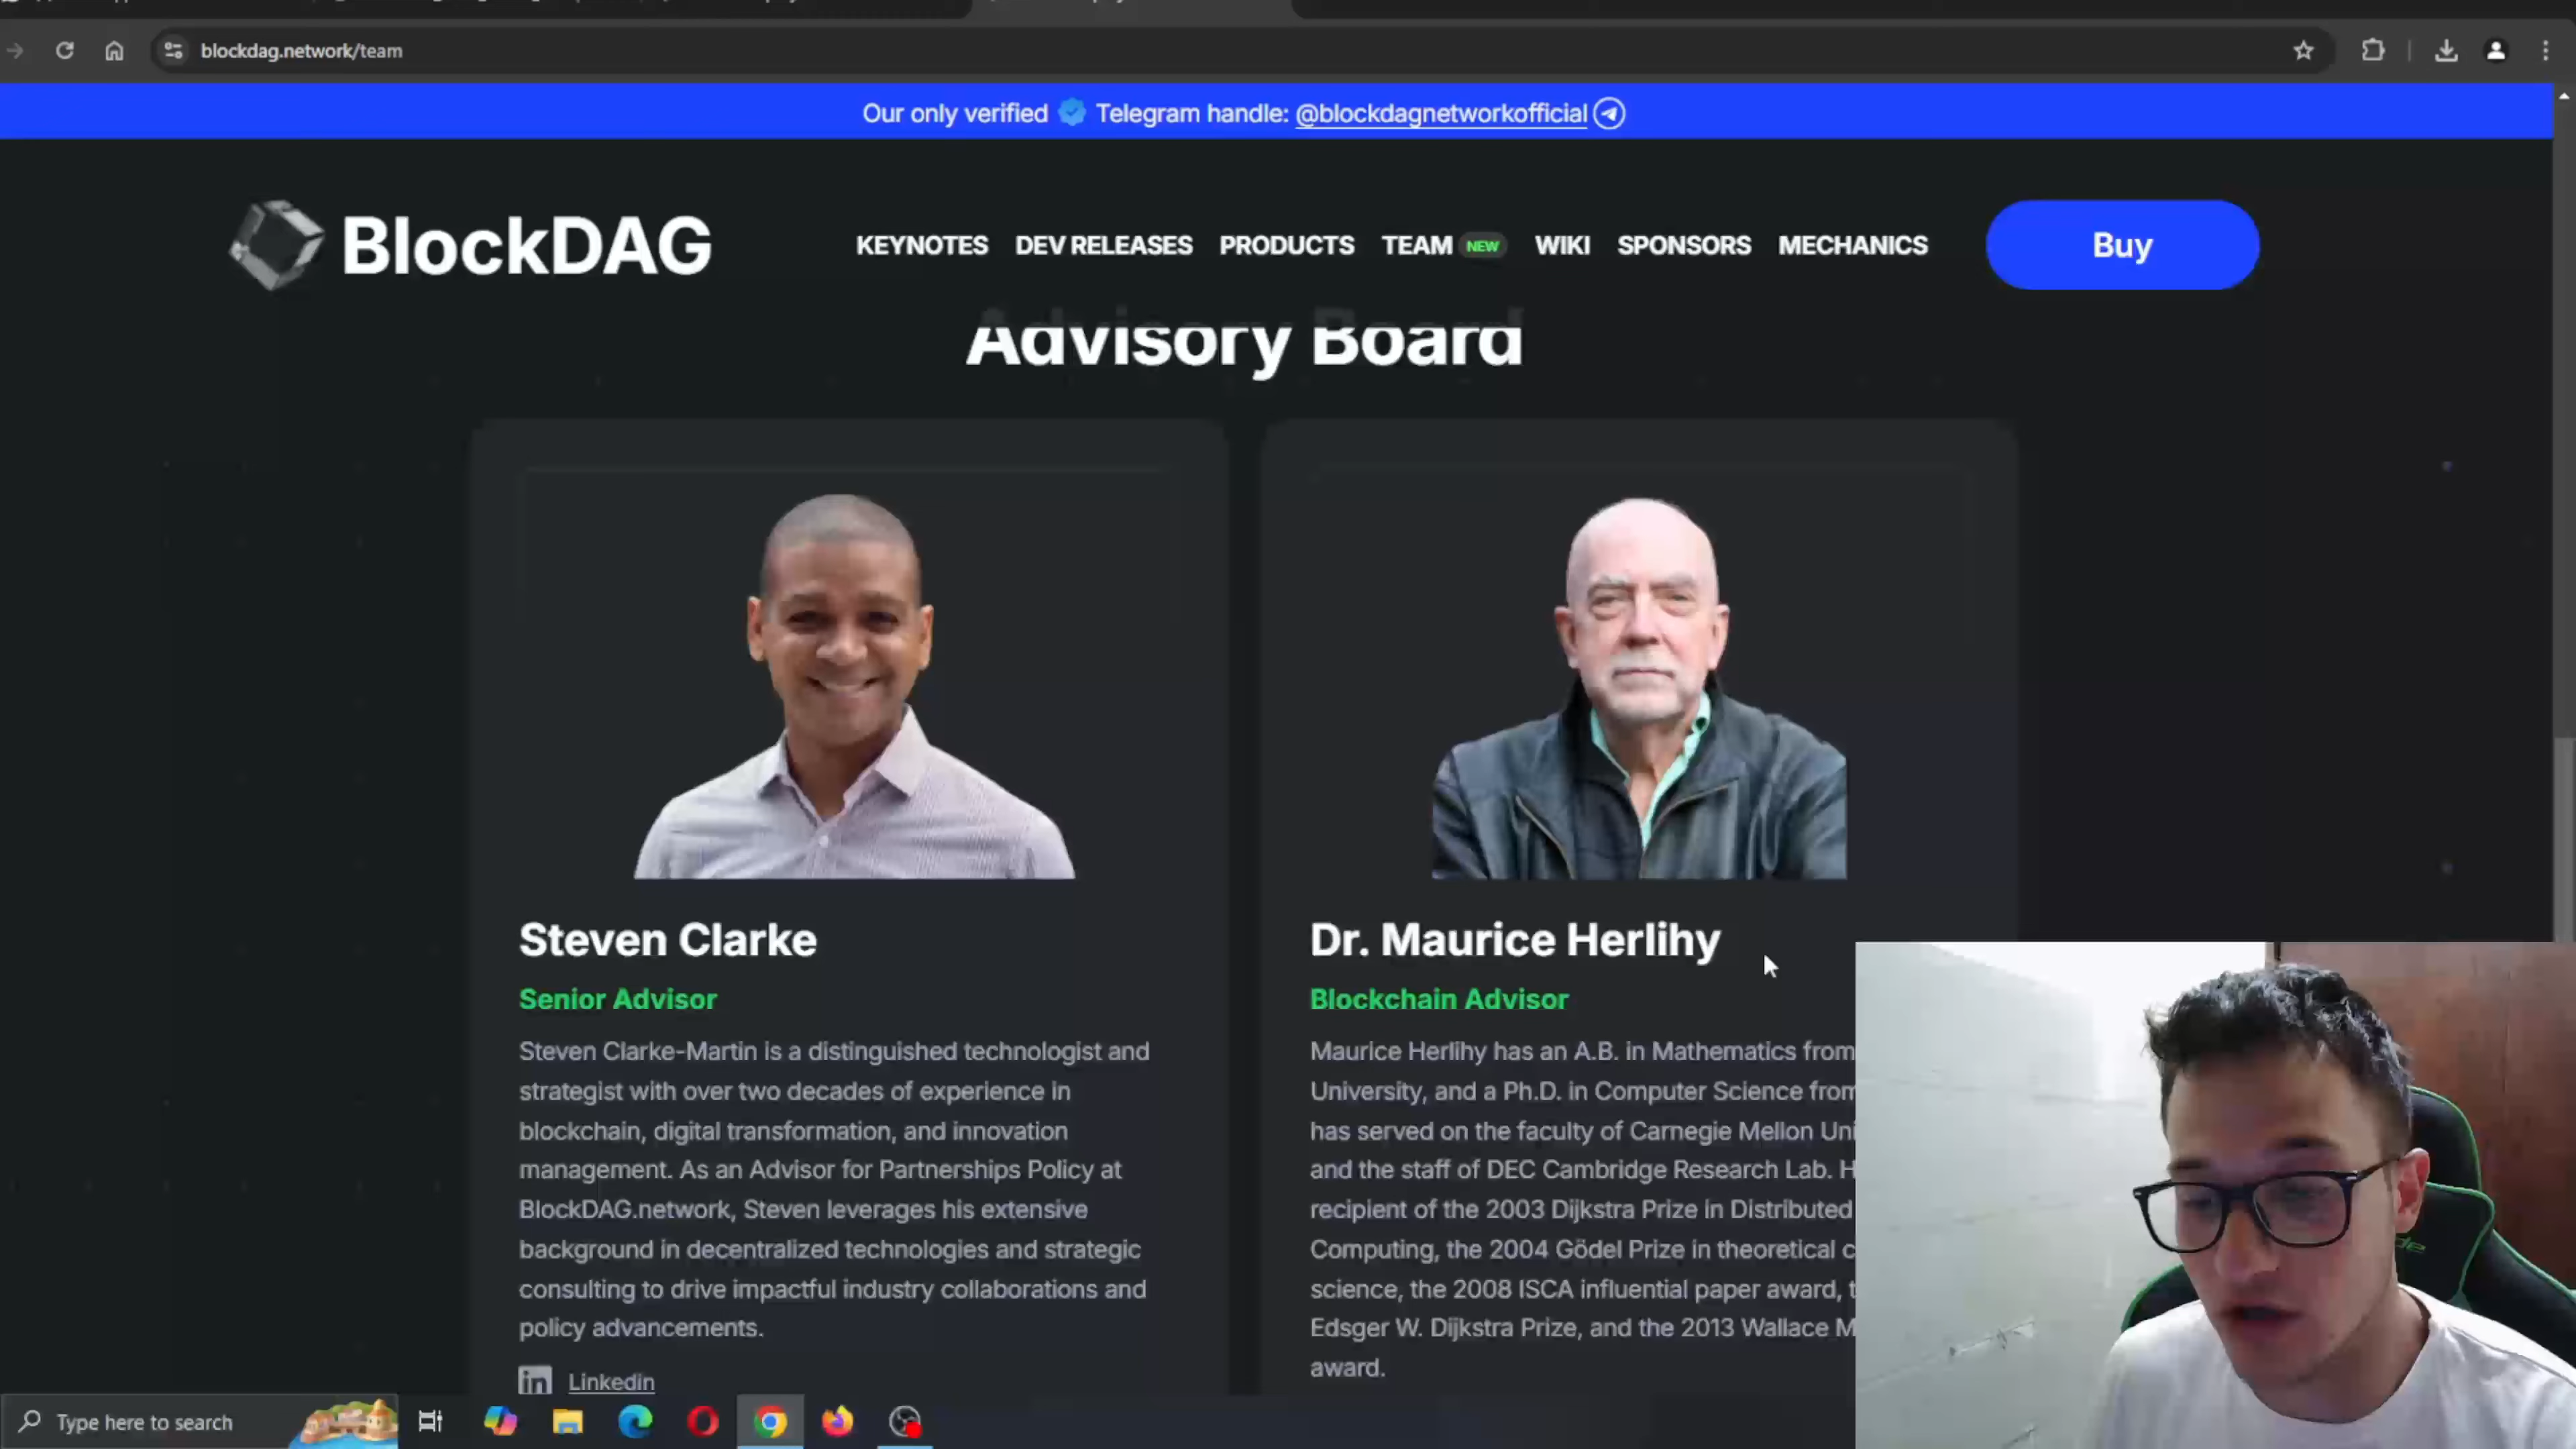 blockdag.network/team
Our only verified Telegram handle: @blockdagnetworkofficial
BlockDAG
KEYNOTES DEV RELEASES PRODUCTS TEAM NEW WIKI SPONSORS MECHANICS
Buy
Advisory Board
Steven Clarke
Senior Advisor
Steven Clarke-Martin is a distinguished technologist and
strategist with over two decades of experience in
blockchain, digital transformation, and innovation
management. As an Advisor for Partnerships Policy at
BlockDAG.network, Steven leverages his extensive
background in decentralized technologies and strategic
consulting to drive impactful industry collaborations and
policy advancements.
in Linkedin
Dr. Maurice Herlihy
Blockchain Advisor
Maurice Herlihy has an A.B. in Mathematics from
University, and a Ph.D. in Computer Science from
has served on the faculty of Carnegie Mellon
and the staff of DEC Cambridge Research Lab.
recipient of the 2003 Dijkstra Prize in Distributed
Computing, the 2004 Gödel Prize in theoretical
science, the 2008 ISCA influential paper award,
Edsger W. Dijkstra Prize, and the 2013 Wallace
award.
Type here to search